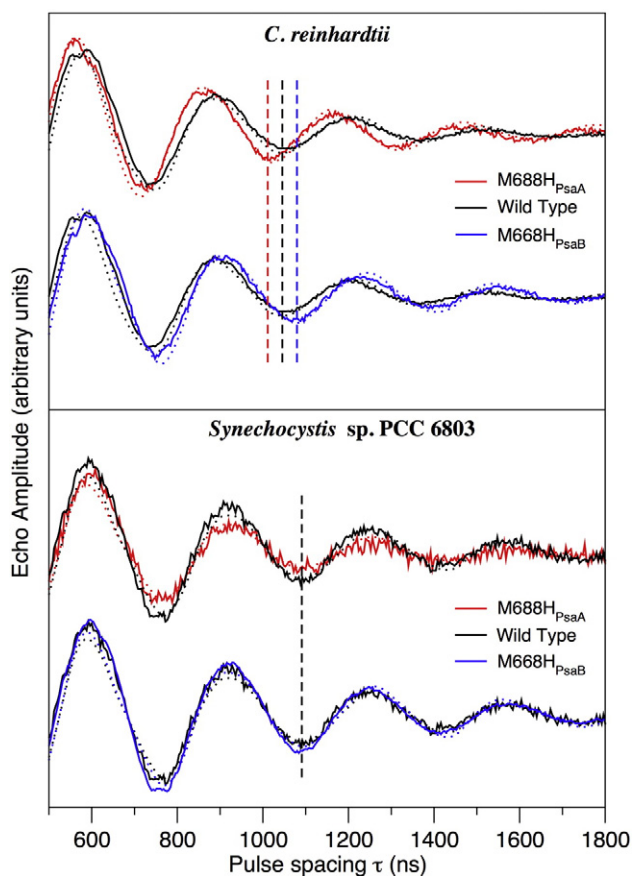 C. reinhardtii
M688H_PsaA
Wild Type
M668H_PsaB
Echo Amplitude (arbitrary units)
Synechocystis sp. PCC 6803
M688H_PsaA
Wild Type
M668H_PsaB
600 800 1000 1200 1400 1600 1800
Pulse spacing τ (ns)